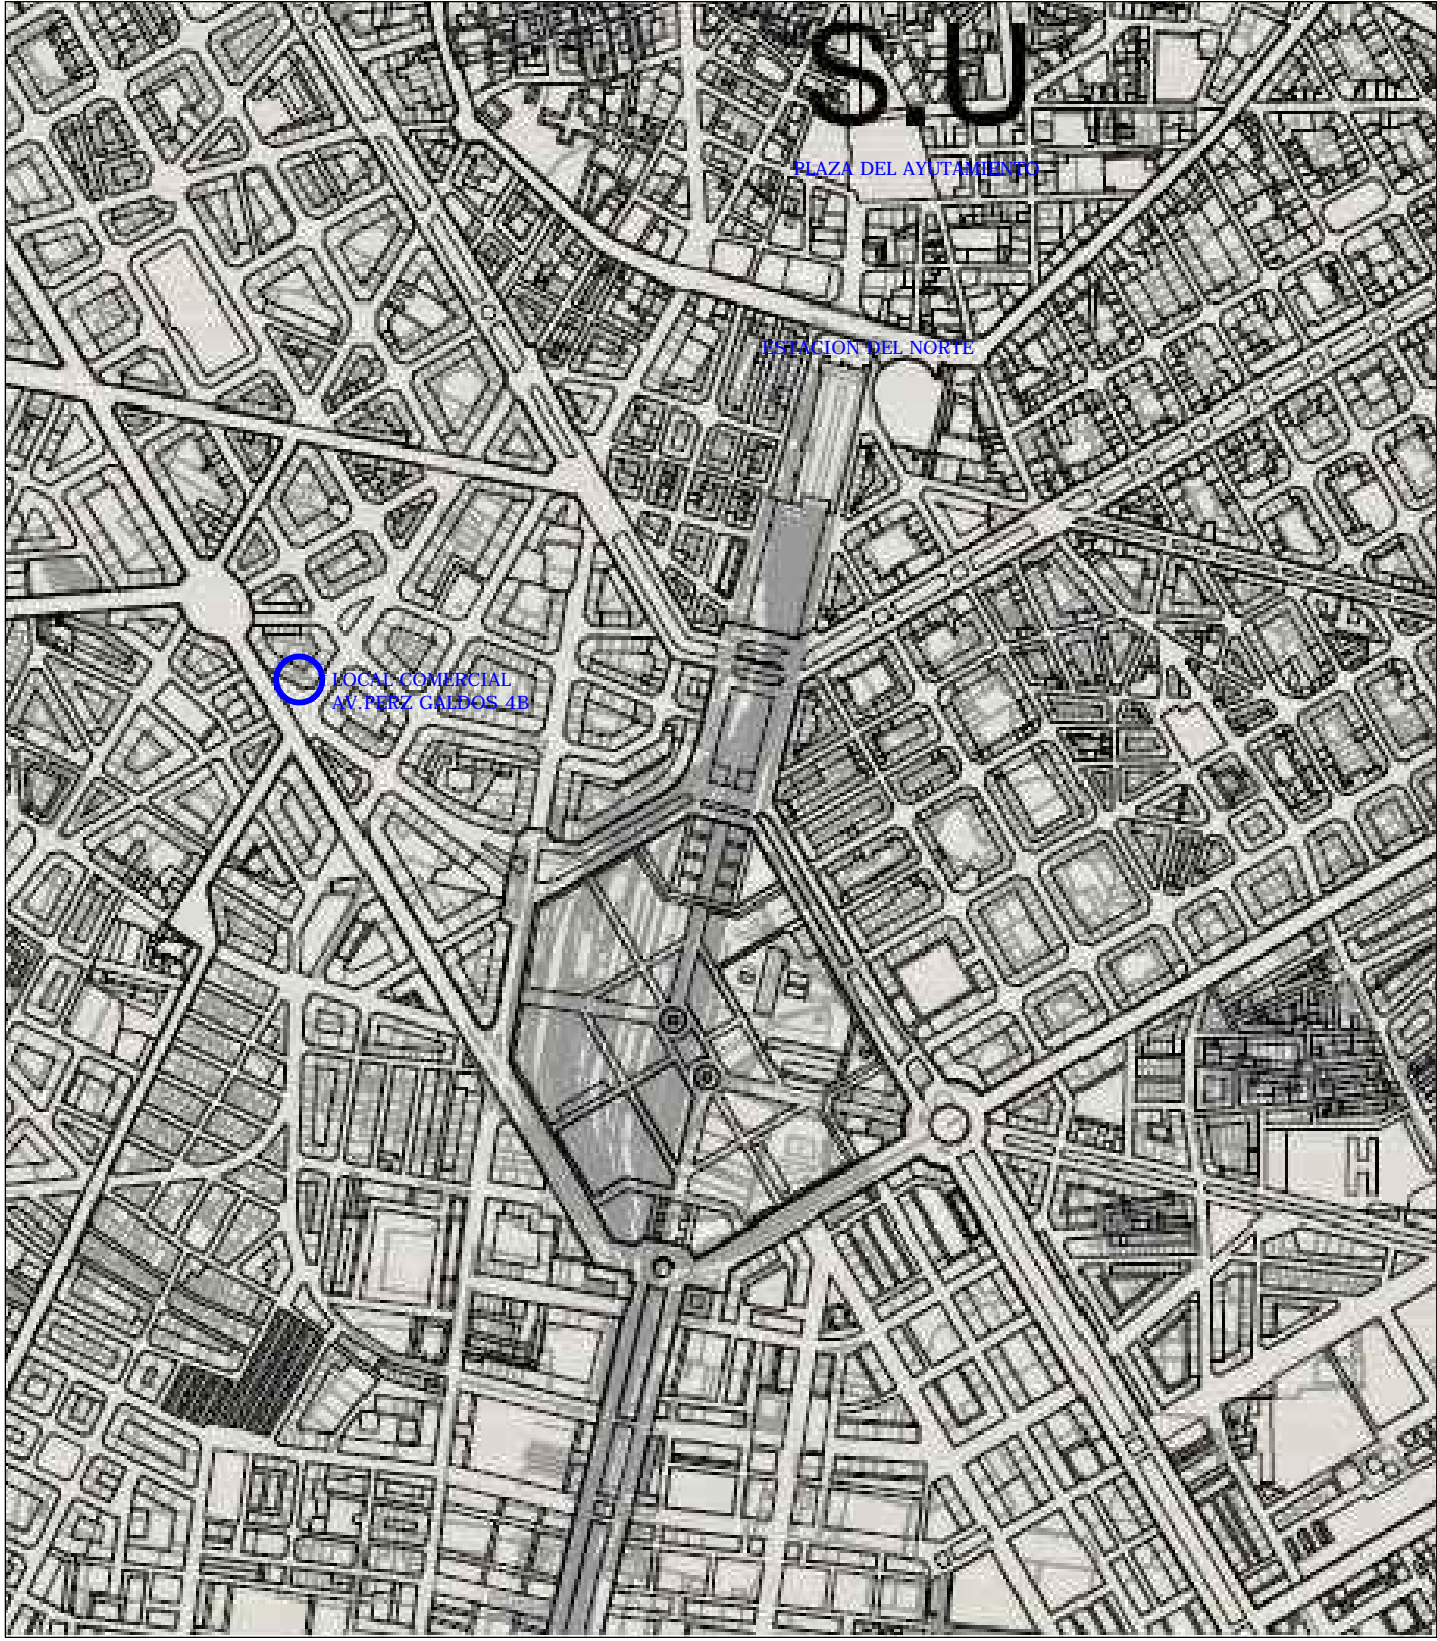 S.U
PLAZA DEL AYUTAMIENTO
ESTACION DEL NORTE
LOCAL COMERCIAL
AV.PERZ GALDOS 4B
H